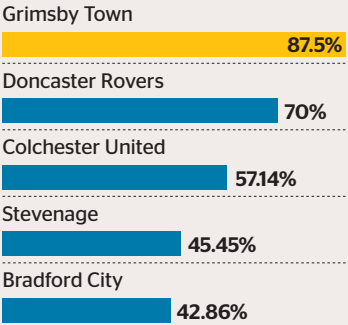 Grimsby Town
87.5%
Doncaster Rovers
70%
Colchester United
57.14%
Stevenage
45.45%
Bradford City
42.86%